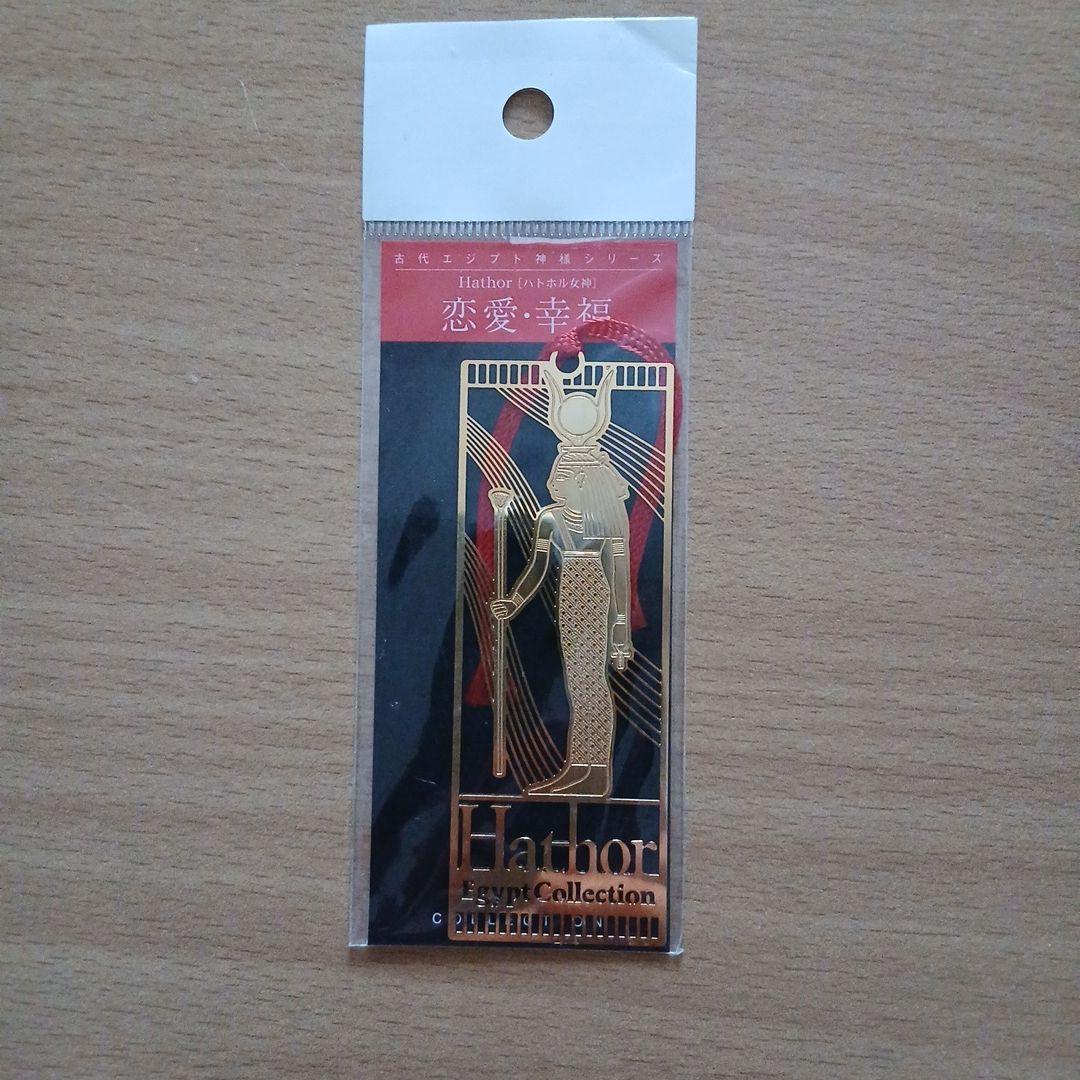 古代エジプト神様シリーズ
Hathor [ハトホル女神]
恋愛・幸福
Hathor
Egypt Collection
COLLECTION